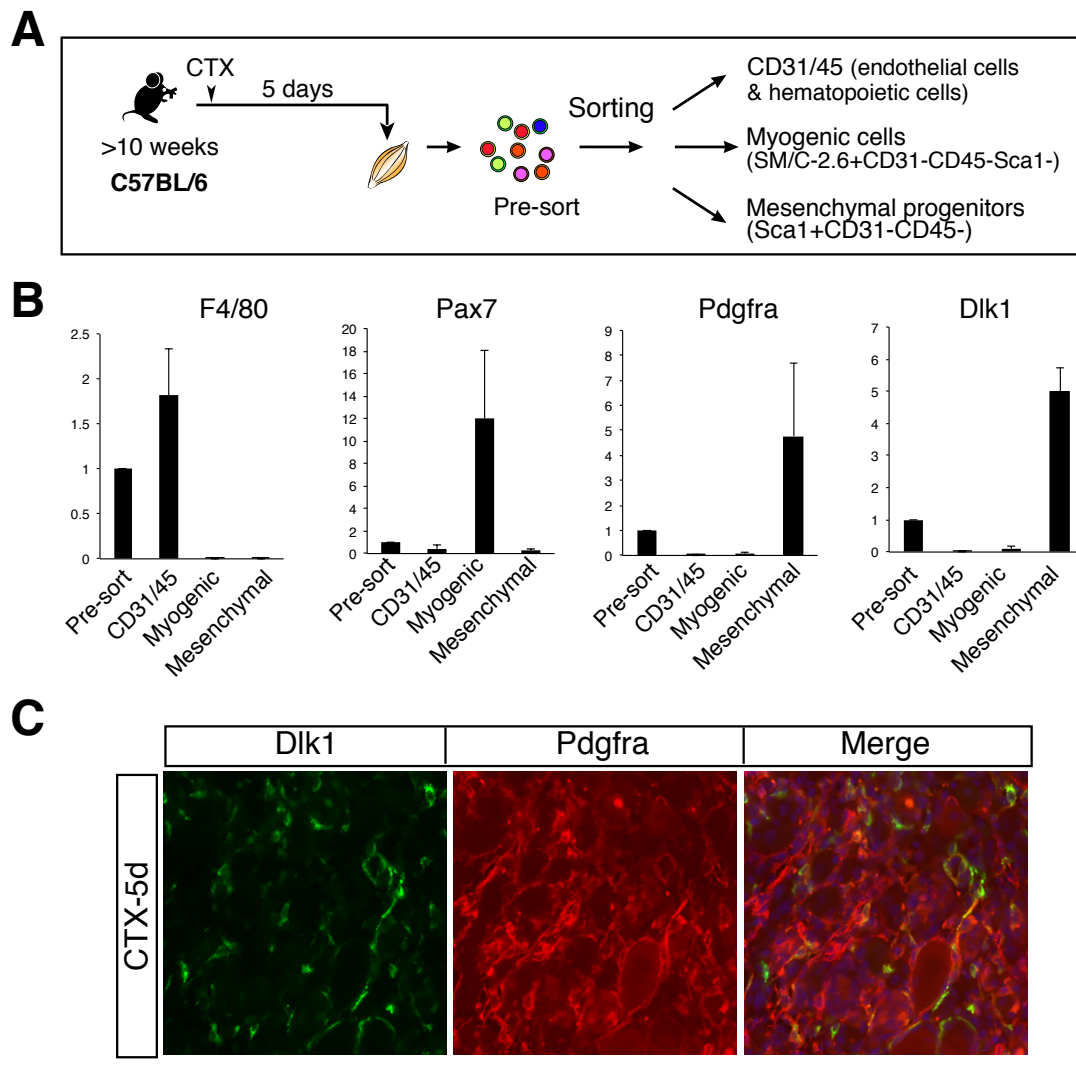 A
CTX
5 days
>10 weeks
C57BL/6
Pre-sort
Sorting
CD31/45 (endothelial cells
& hematopoietic cells)
Myogenic cells
(SM/C-2.6+CD31-CD45-Sca1-)
Mesenchymal progenitors
(Sca1+CD31-CD45-)
B
F4/80
2.5
2
1.5
1
0.5
0
Pre-sort
CD31/45
Myogenic
Mesenchymal
Pax7
20
18
16
14
12
10
8
6
4
2
0
Pre-sort
CD31/45
Myogenic
Mesenchymal
Pdgfra
9
8
7
6
5
4
3
2
1
0
Pre-sort
CD31/45
Myogenic
Mesenchymal
Dlk1
7
6
5
4
3
2
1
0
Pre-sort
CD31/45
Myogenic
Mesenchymal
C
Dlk1
Pdgfra
Merge
CTX-5d